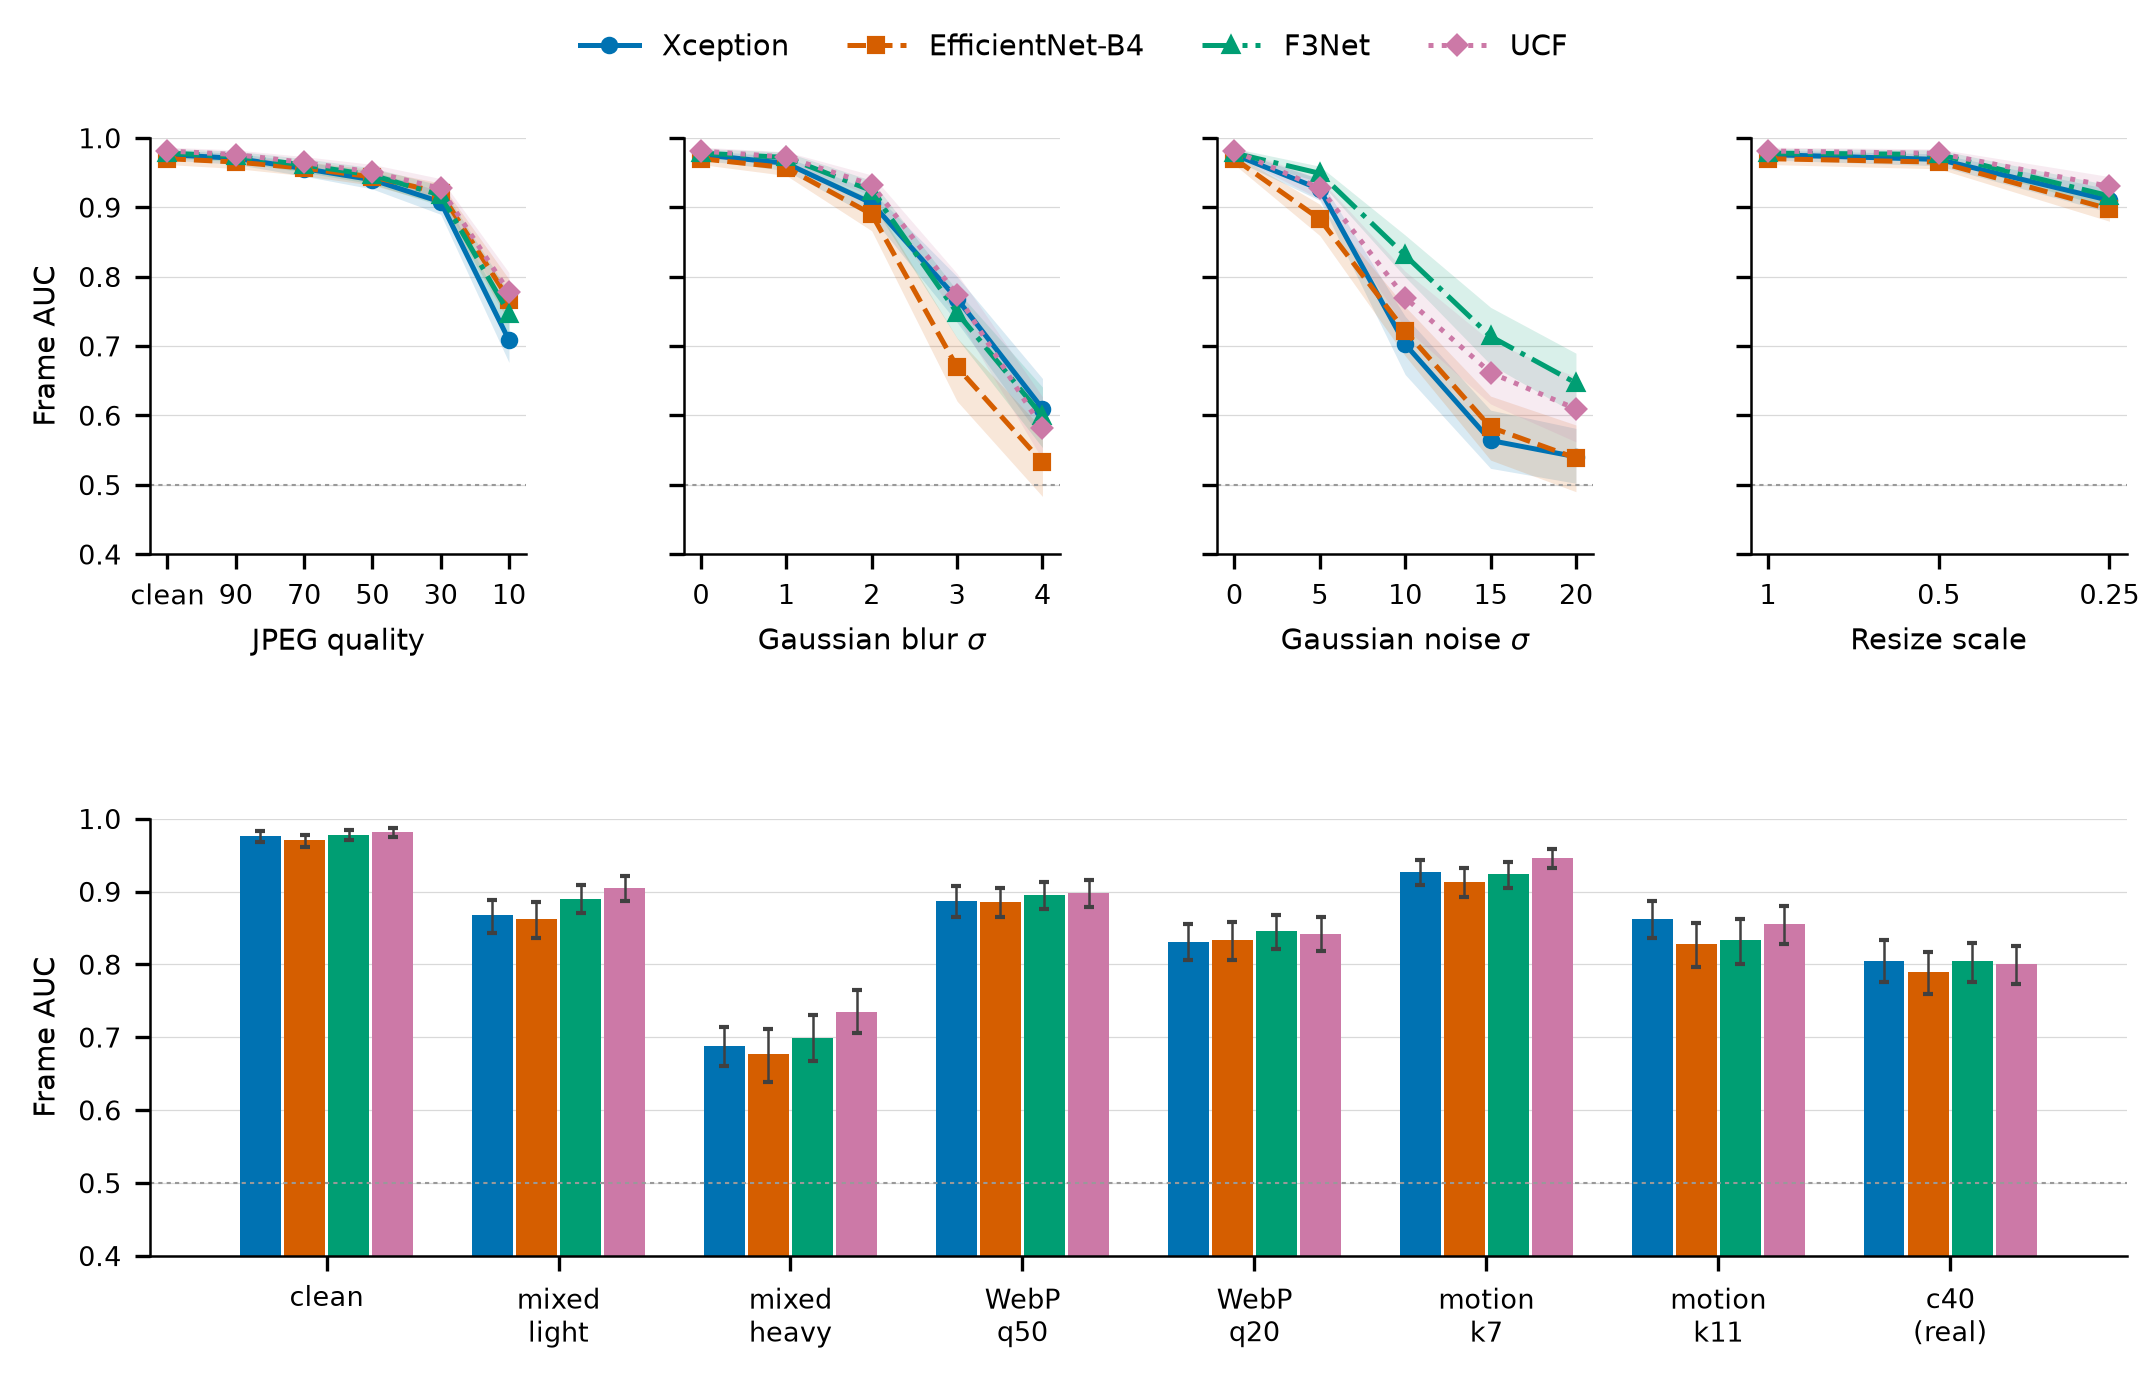 Xception EfficientNet-B4 F3Net UCF
Frame AUC
1.0
0.9
0.8
0.7
0.6
0.5
0.4
clean 90 70 50 30 10
JPEG quality
0 1 2 3 4
Gaussian blur σ
0 5 10 15 20
Gaussian noise σ
1 0.5 0.25
Resize scale
Frame AUC
1.0
0.9
0.8
0.7
0.6
0.5
0.4
clean
mixed
light
mixed
heavy
WebP
q50
WebP
q20
motion
k7
motion
k11
c40
(real)